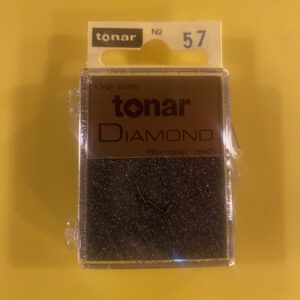 tonar No 57
a high fidelity
tonar
DIAMOND
Phonograph needle